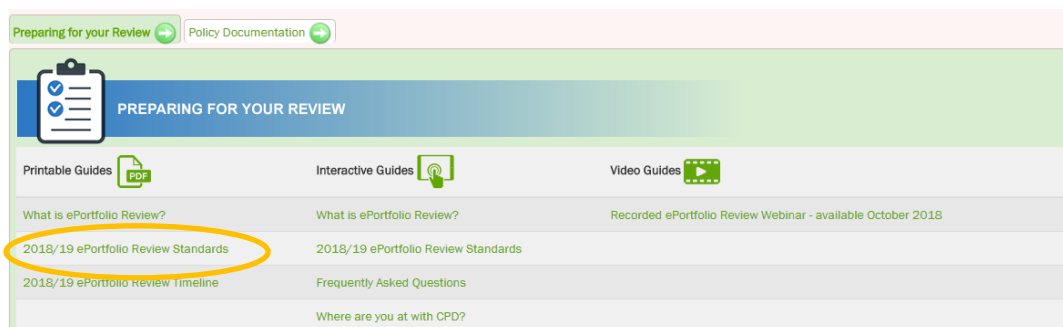 Preparing for your Review
Policy Documentation
PREPARING FOR YOUR REVIEW
Printable Guides PDF
Interactive Guides
Video Guides
What is ePortfolio Review?
What is ePortfolio Review?
Recorded ePortfolio Review Webinar - available October 2018
2018/19 ePortfolio Review Standards
2018/19 ePortfolio Review Standards
2018/19 ePortfolio Review Timeline
Frequently Asked Questions
Where are you at with CPD?